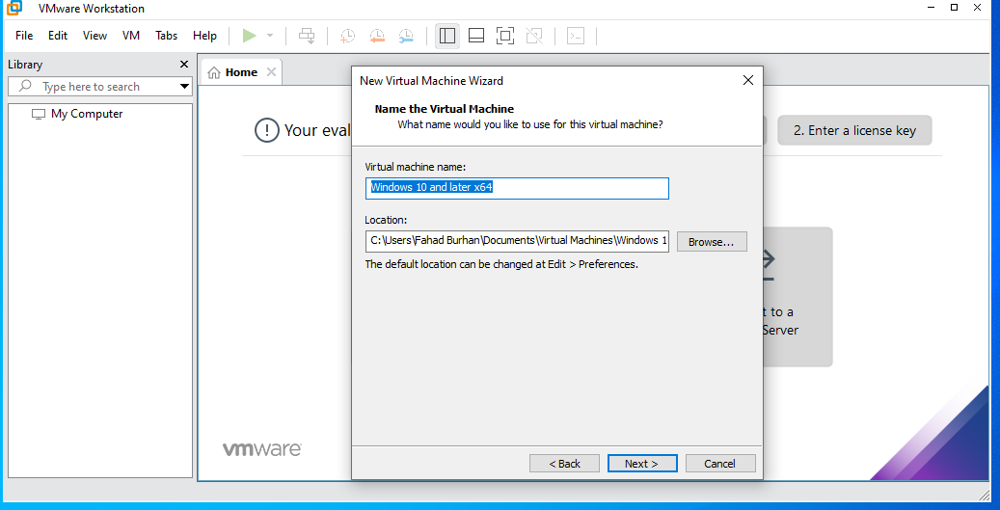 VMware Workstation
File Edit View VM Tabs Help
Library
Type here to search
My Computer
Home
Your eval
2. Enter a license key
t to a
Server
vmware
New Virtual Machine Wizard
Name the Virtual Machine
What name would you like to use for this virtual machine?
Virtual machine name:
Windows 10 and later x64
Location:
C:\Users\Fahad Burhan\Documents\Virtual Machines\Windows 1
Browse...
The default location can be changed at Edit > Preferences.
< Back Next > Cancel